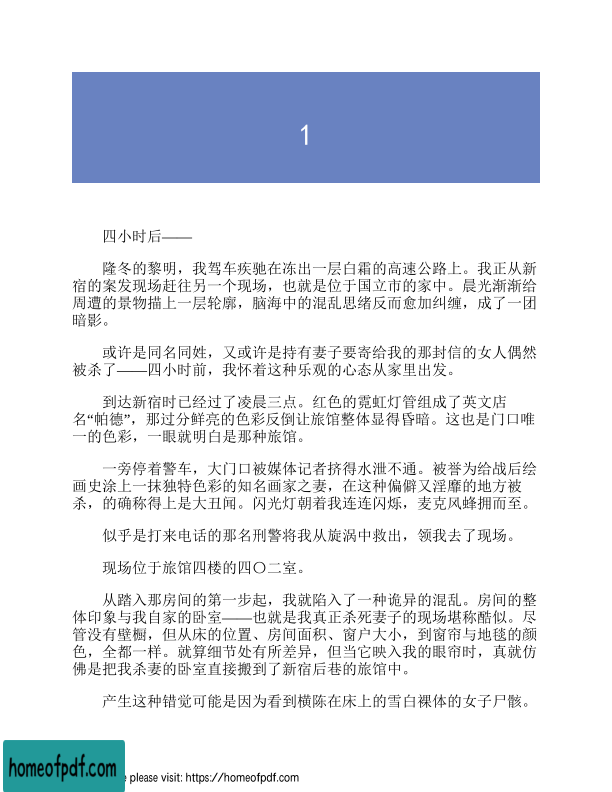 1
四小时后——
隆冬的黎明，我驾车疾驰在冻出一层白霜的高速公路上。我正从新
宿的案发现场赶往另一个现场，也就是位于国立市的家中。晨光渐渐给
周遭的景物描上一层轮廓，脑海中的混乱思绪反而愈加纠缠，成了一团
暗影。
或许是同名同姓，又或许是持有妻子要寄给我的那封信的女人偶然
被杀了——四小时前，我怀着这种乐观的心态从家里出发。
到达新宿时已经过了凌晨三点。红色的霓虹灯管组成了英文店
名“帕德”，那过分鲜亮的色彩反倒让旅馆整体显得昏暗。这也是门口唯
一的色彩，一眼就明白是那种旅馆。
一旁停着警车，大门口被媒体记者挤得水泄不通。被誉为给战后绘
画史涂上一抹独特色彩的知名画家之妻，在这种偏僻又淫靡的地方被
杀，的确称得上是大丑闻。闪光灯朝着我连连闪烁，麦克风蜂拥而至。
似乎是打来电话的那名刑警将我从旋涡中救出，领我去了现场。
现场位于旅馆四楼的四〇二室。
从踏入那房间的第一步起，我就陷入了一种诡异的混乱。房间的整
体印象与我自家的卧室——也就是我真正杀死妻子的现场堪称酷似。尽
管没有壁橱，但从床的位置、房间面积、窗户大小，到窗帘与地毯的颜
色，全都一样。就算细节处有所差异，但当它映入我的眼帘时，真就仿
佛是把我杀妻的卧室直接搬到了新宿后巷的旅馆中。
产生这种错觉可能是因为看到横陈在床上的雪白裸体的女子尸骸。
homeofpdf.com
e please visit: https://homeofpdf.com